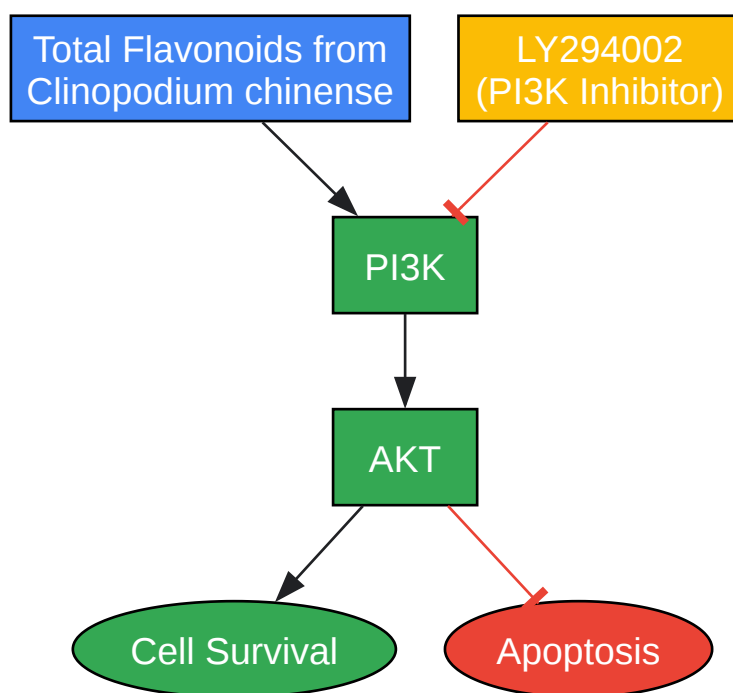 Total Flavonoids from
Clinopodium chinense
LY294002
(PI3K Inhibitor)
PI3K
AKT
Cell Survival
Apoptosis